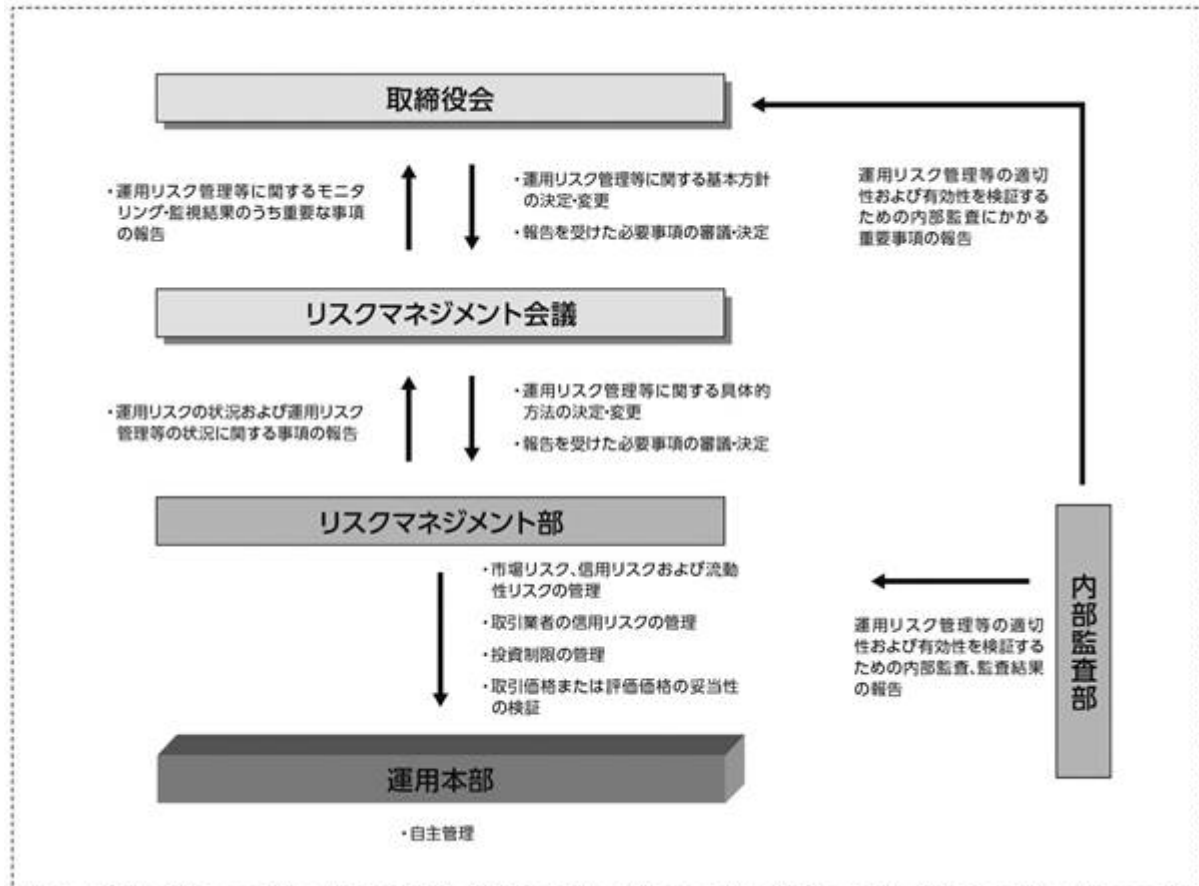 取締役会
・運用リスク管理等に関するモニタ
リング・監視結果のうち重要な事項
の報告
・運用リスク管理等に関する基本方針
の決定・変更
・報告を受けた必要事項の審議・決定
運用リスク管理等の適切
性および有効性を検証する
ための内部監査にかかる
重要事項の報告
リスクマネジメント会議
・運用リスクの状況および運用リスク
管理等の状況に関する事項の報告
・運用リスク管理等に関する具体的
方法の決定・変更
・報告を受けた必要事項の審議・決定
リスクマネジメント部
・市場リスク、信用リスクおよび流動
性リスクの管理
・取引業者の信用リスクの管理
・投資制限の管理
・取引価格または評価価格の妥当性
の検証
運用リスク管理等の適切
性および有効性を検証する
ための内部監査、監査結果
の報告
内部監査部
運用本部
・自主管理